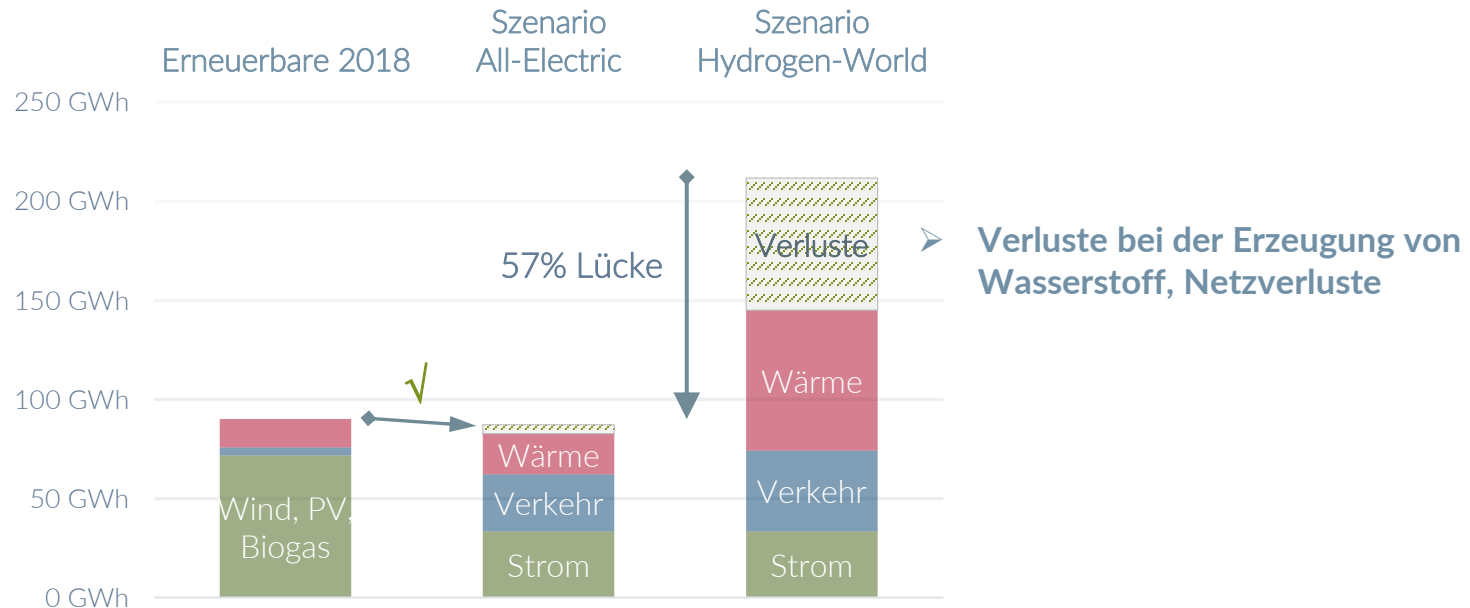 Erneuerbare 2018
Szenario
All-Electric
Szenario
Hydrogen-World
250 GWh
200 GWh
150 GWh
100 GWh
50 GWh
0 GWh
Wind, PV,
Biogas
√
Wärme
Verkehr
Strom
57% Lücke
Verluste
Wärme
Verkehr
Strom
➢ Verluste bei der Erzeugung von
Wasserstoff, Netzverluste